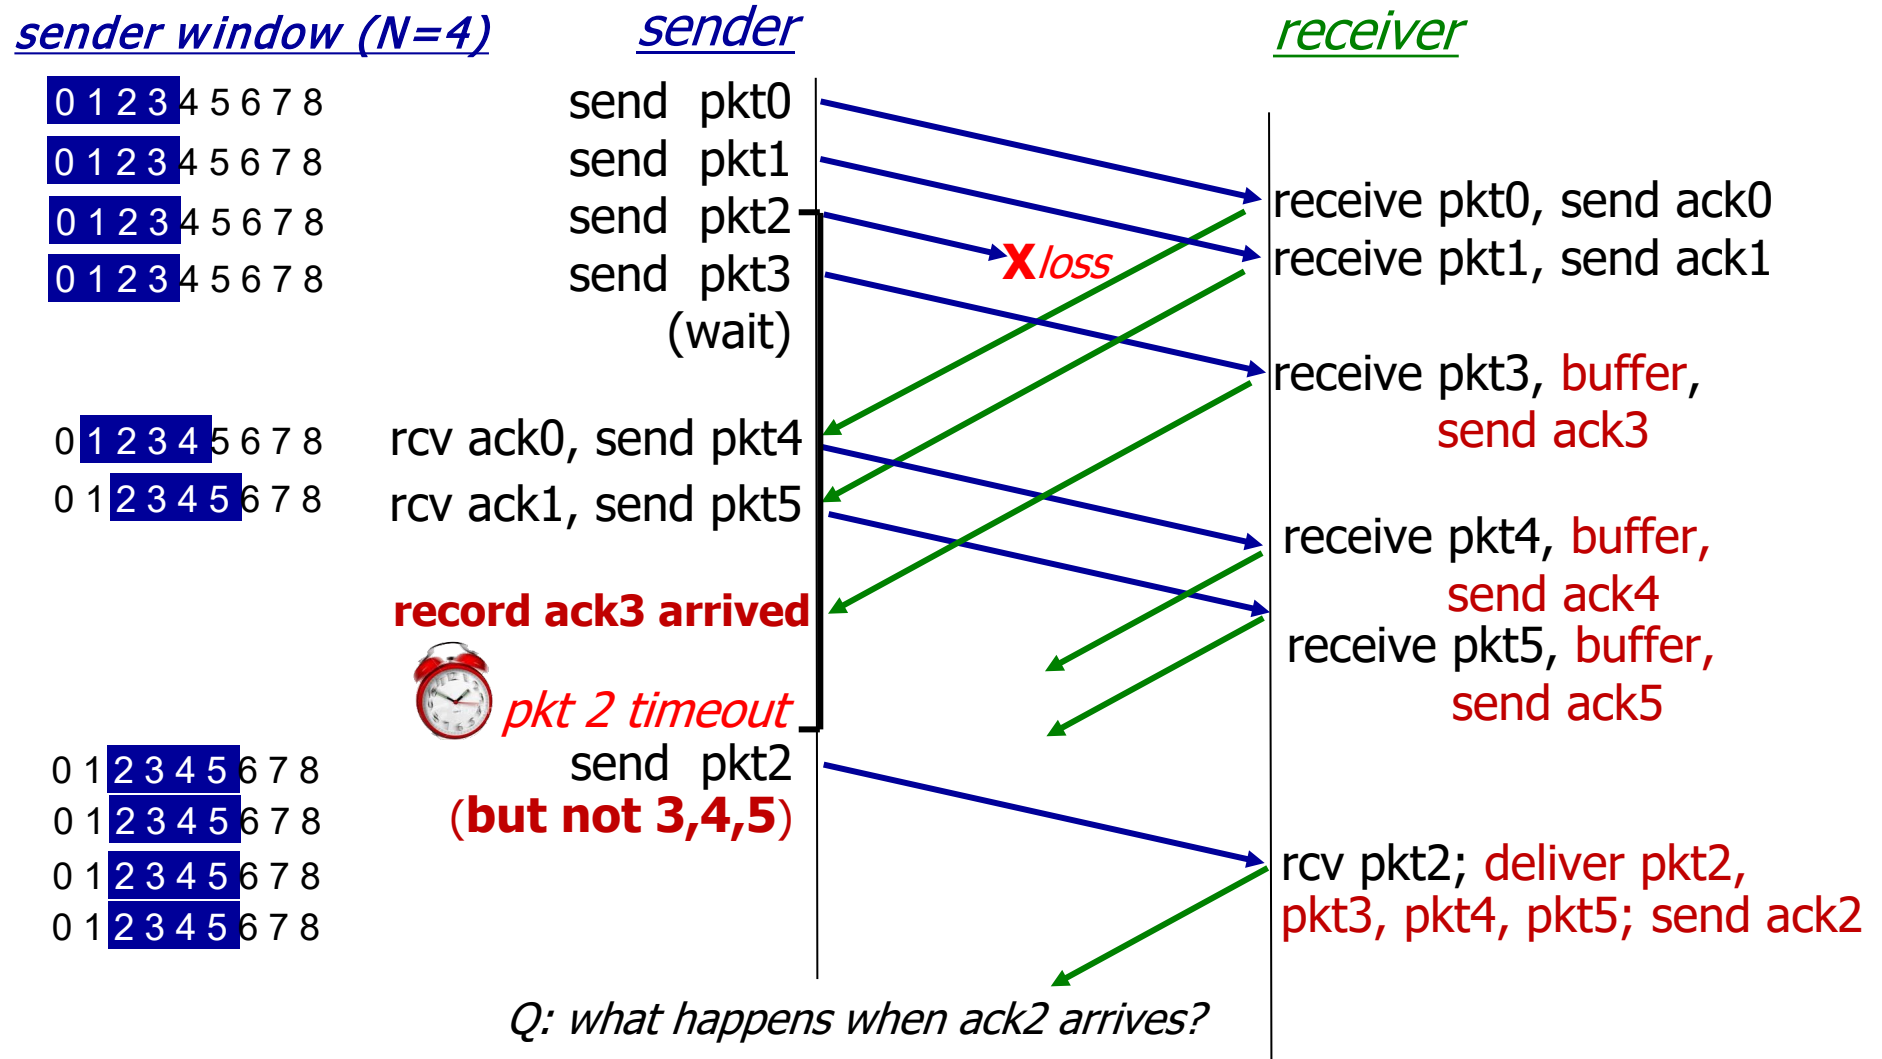 sender window (N=4)
sender
receiver
0 1 2 3 4 5 6 7 8
send pkt0
0 1 2 3 4 5 6 7 8
send pkt1
0 1 2 3 4 5 6 7 8
send pkt2
0 1 2 3 4 5 6 7 8
send pkt3
(wait)
X loss
receive pkt0, send ack0
receive pkt1, send ack1
receive pkt3, buffer,
send ack3
0 1 2 3 4 5 6 7 8
rcv ack0, send pkt4
0 1 2 3 4 5 6 7 8
rcv ack1, send pkt5
receive pkt4, buffer,
send ack4
receive pkt5, buffer,
send ack5
record ack3 arrived
pkt 2 timeout
0 1 2 3 4 5 6 7 8
send pkt2
0 1 2 3 4 5 6 7 8
(but not 3,4,5)
0 1 2 3 4 5 6 7 8
0 1 2 3 4 5 6 7 8
rcv pkt2; deliver pkt2,
pkt3, pkt4, pkt5; send ack2
Q: what happens when ack2 arrives?